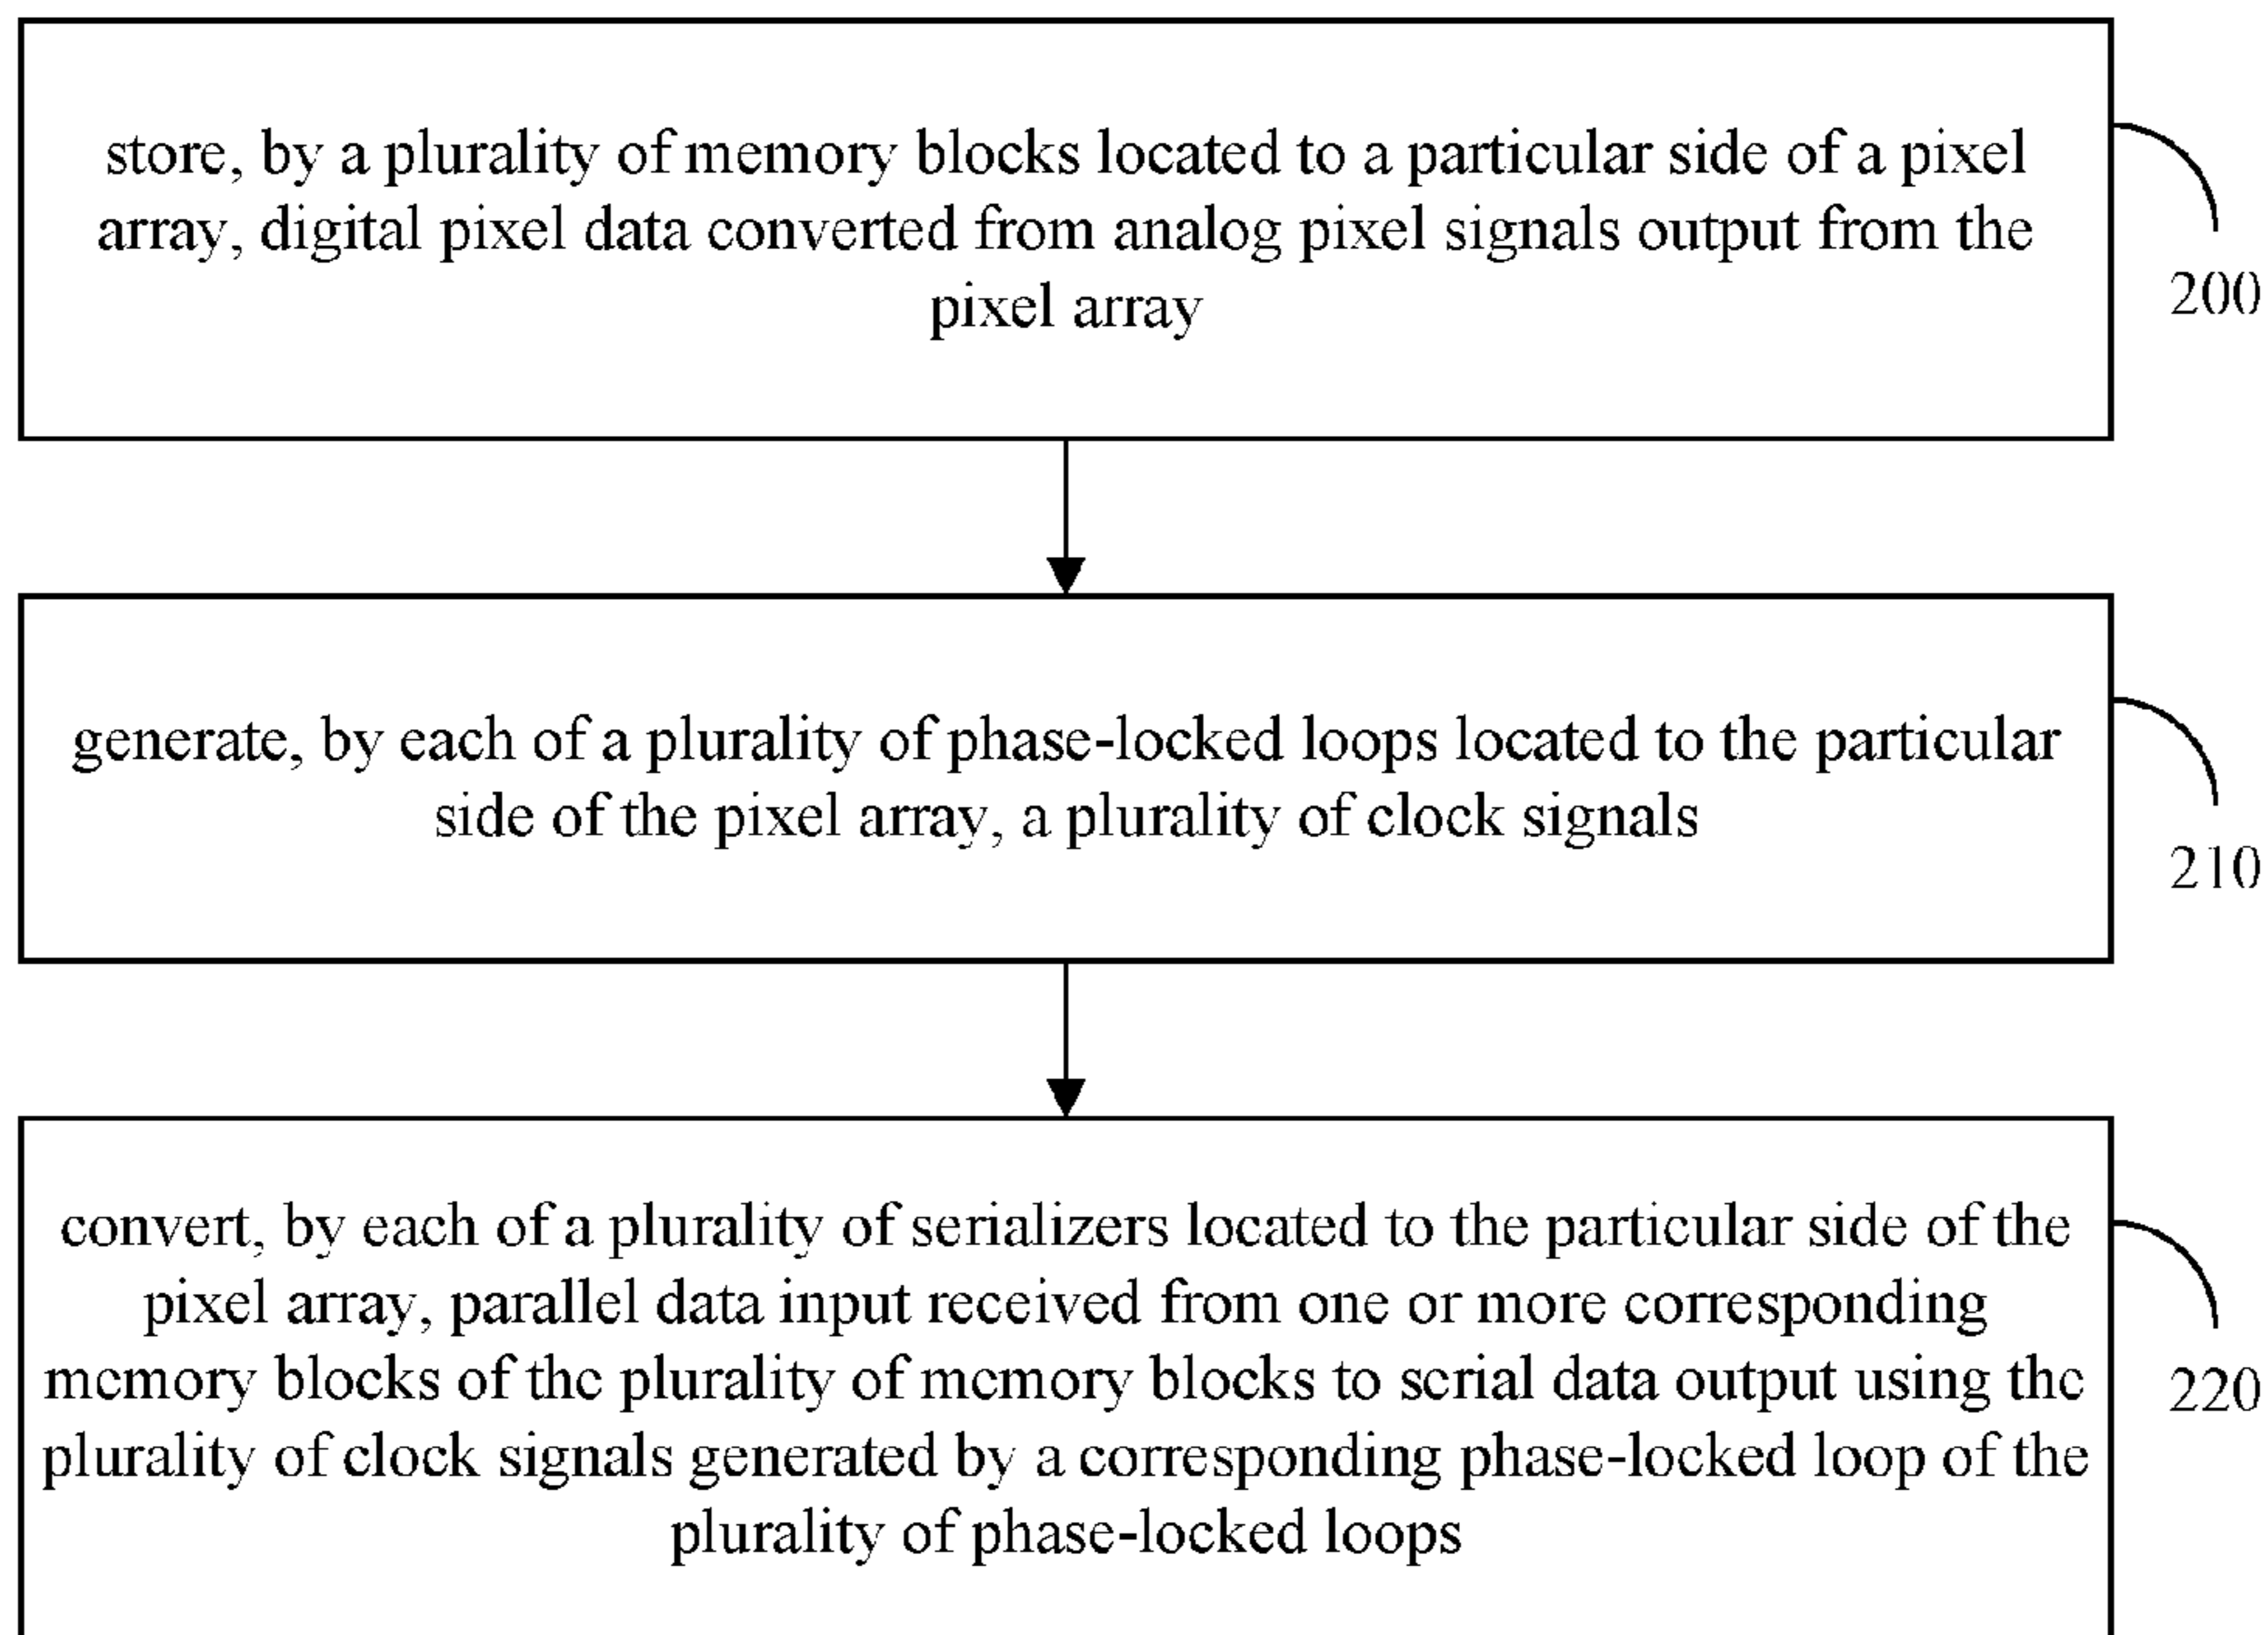 store, by a plurality of memory blocks located to a particular side of a pixel
array, digital pixel data converted from analog pixel signals output from the
pixel array
200
generate, by each of a plurality of phase-locked loops located to the particular
side of the pixel array, a plurality of clock signals
210
convert, by each of a plurality of serializers located to the particular side of the
pixel array, parallel data input received from one or more corresponding
memory blocks of the plurality of memory blocks to serial data output using the
plurality of clock signals generated by a corresponding phase-locked loop of the
plurality of phase-locked loops
220